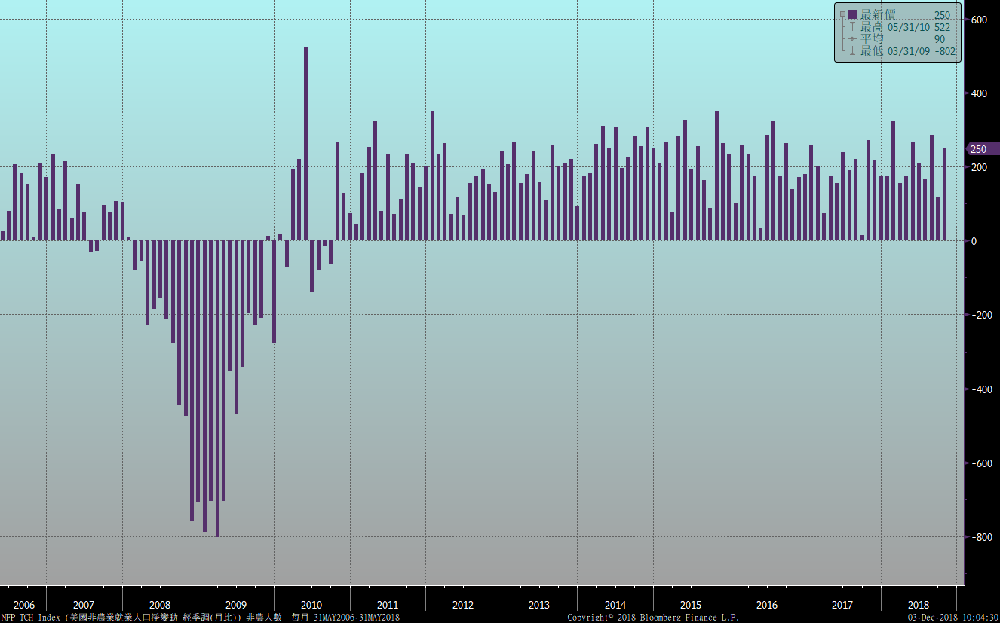 最新價 250
最高 05/31/10 522
平均 90
最低 03/31/09 -802
600
400
250
200
0
-200
-400
-600
-800
2006 2007 2008 2009 2010 2011 2012 2013 2014 2015 2016 2017 2018
NFP TCH Index (美國非農業就業人口淨變動 經季調(月比)) 非農人數 每月 31MAY2006-31MAY2018 Copyright© 2018 Bloomberg Finance L.P. 03-Dec-2018 10:04:30